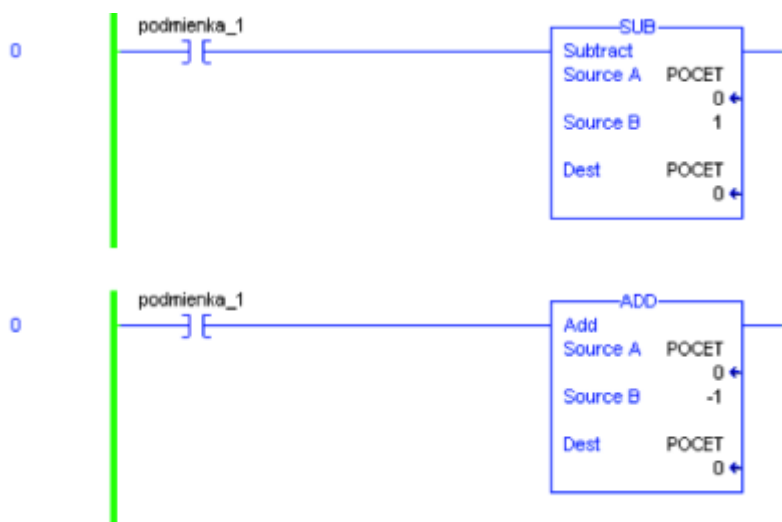 podmienka_1
SUB
0
Subtract
Source A POCET
0
Source B 1
Dest POCET
0
podmienka_1
ADD
0
Add
Source A POCET
0
Source B -1
Dest POCET
0